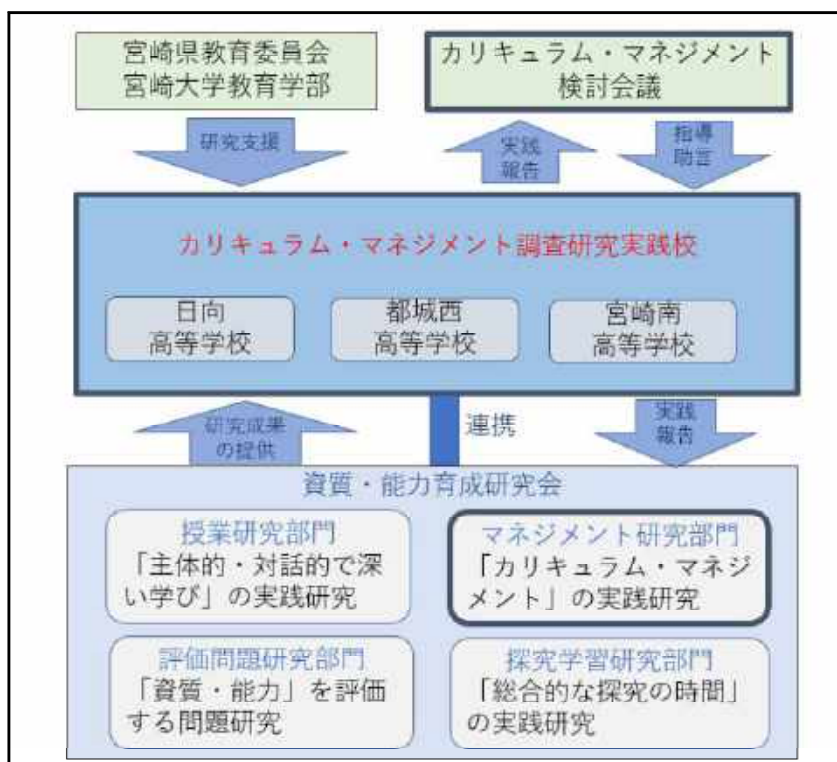 宮崎県教育委員会
宮崎大学教育学部
カリキュラム・マネジメント
検討会議
研究支援
実践
報告
指導
助言
カリキュラム・マネジメント調査研究実践校
日向
高等学校
都城西
高等学校
宮崎南
高等学校
研究成果
の提供
連携
実践
報告
資質・能力育成研究会
授業研究部門
「主体的・対話的で深
い学び」の実践研究
マネジメント研究部門
「カリキュラム・マネジ
メント」の実践研究
評価問題研究部門
「資質・能力」を評価
する問題研究
探究学習研究部門
「総合的な探究の時間」
の実践研究